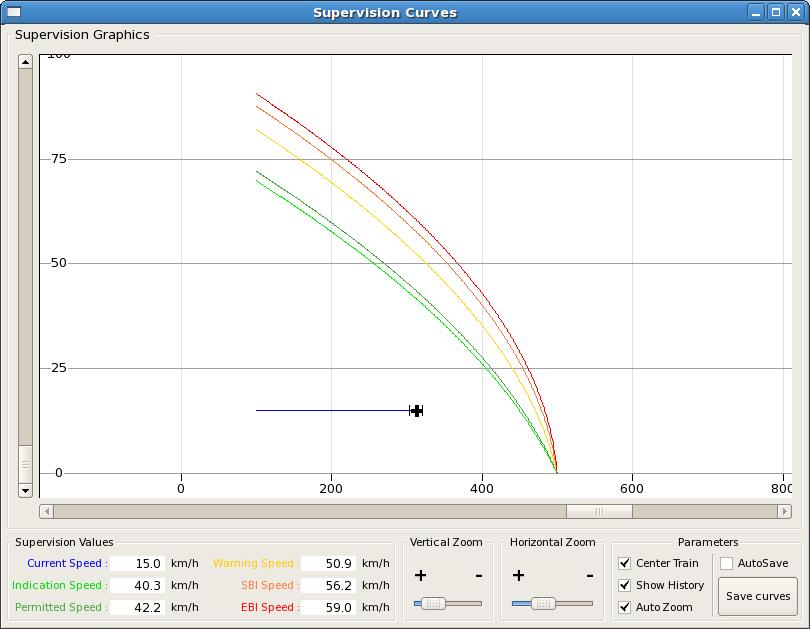 Supervision Curves
Supervision Graphics
100
75
50
25
0
0 200 400 600 800
Supervision Values
Current Speed : 15.0 km/h Warning Speed : 50.9 km/h
Indication Speed : 40.3 km/h SBI Speed : 56.2 km/h
Permitted Speed : 42.2 km/h EBI Speed : 59.0 km/h
Vertical Zoom
+ -
Horizontal Zoom
+ -
Parameters
Center Train AutoSave
Show History
Auto Zoom
Save curves